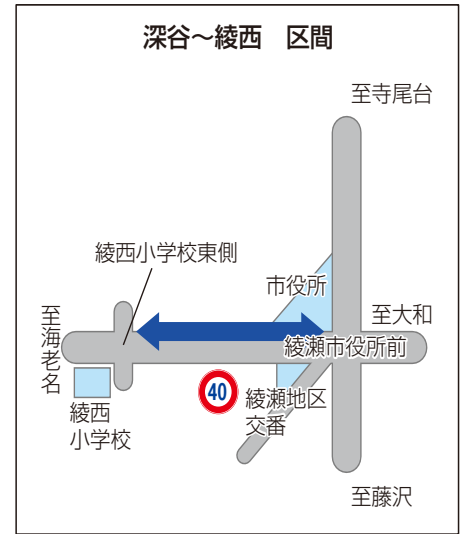 深谷～綾西　区間
至寺尾台
綾西小学校東側
市役所
至大和
至海老名
綾瀬市役所前
40
綾瀬地区
交番
綾西
小学校
至藤沢